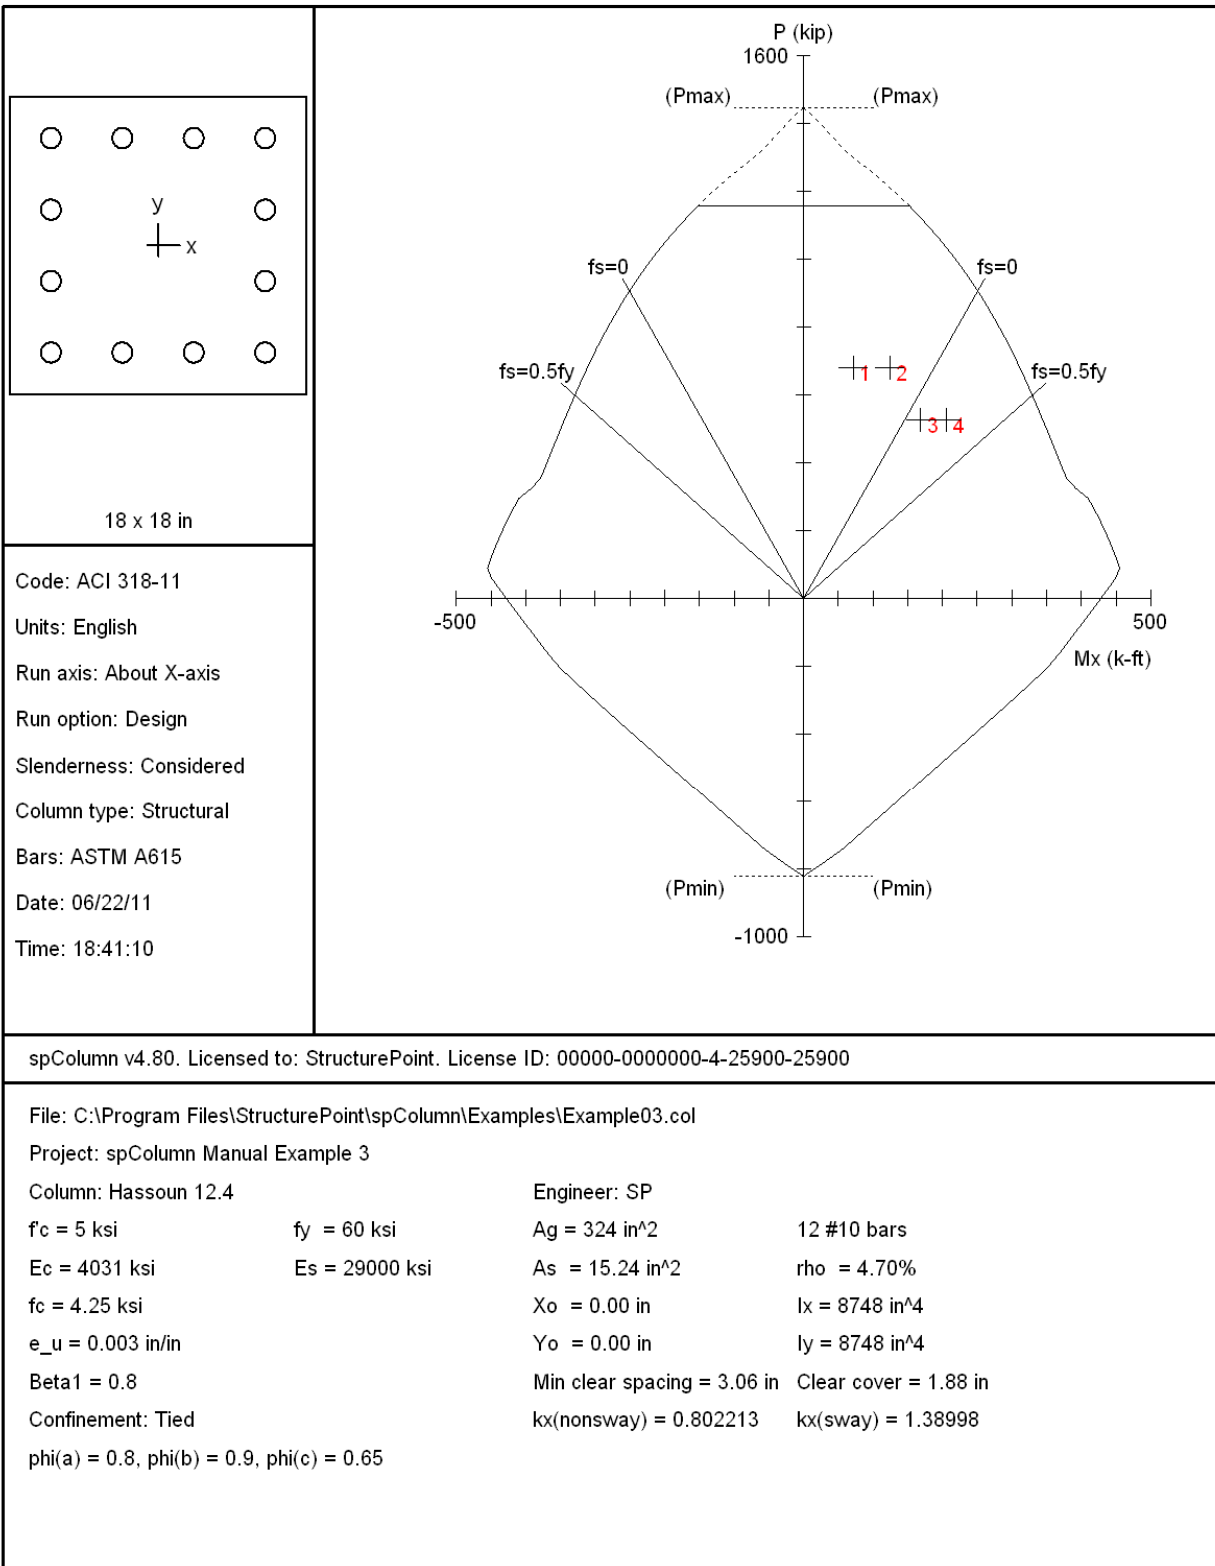 P (kip)
1600
(Pmax) (Pmax)
fs=0 fs=0
fs=0.5fy fs=0.5fy
1 2
3 4
-500 500
Mx (k-ft)
(Pmin) (Pmin)
-1000
y
x
18 x 18 in
Code: ACI 318-11
Units: English
Run axis: About X-axis
Run option: Design
Slenderness: Considered
Column type: Structural
Bars: ASTM A615
Date: 06/22/11
Time: 18:41:10
spColumn v4.80. Licensed to: StructurePoint. License ID: 00000-0000000-4-25900-25900
File: C:\Program Files\StructurePoint\spColumn\Examples\Example03.col
Project: spColumn Manual Example 3
Column: Hassoun 12.4 Engineer: SP
f'c = 5 ksi fy = 60 ksi Ag = 324 in^2 12 #10 bars
Ec = 4031 ksi Es = 29000 ksi As = 15.24 in^2 rho = 4.70%
fc = 4.25 ksi Xo = 0.00 in Ix = 8748 in^4
e_u = 0.003 in/in Yo = 0.00 in Iy = 8748 in^4
Beta1 = 0.8 Min clear spacing = 3.06 in Clear cover = 1.88 in
Confinement: Tied kx(nonsway) = 0.802213 kx(sway) = 1.38998
phi(a) = 0.8, phi(b) = 0.9, phi(c) = 0.65